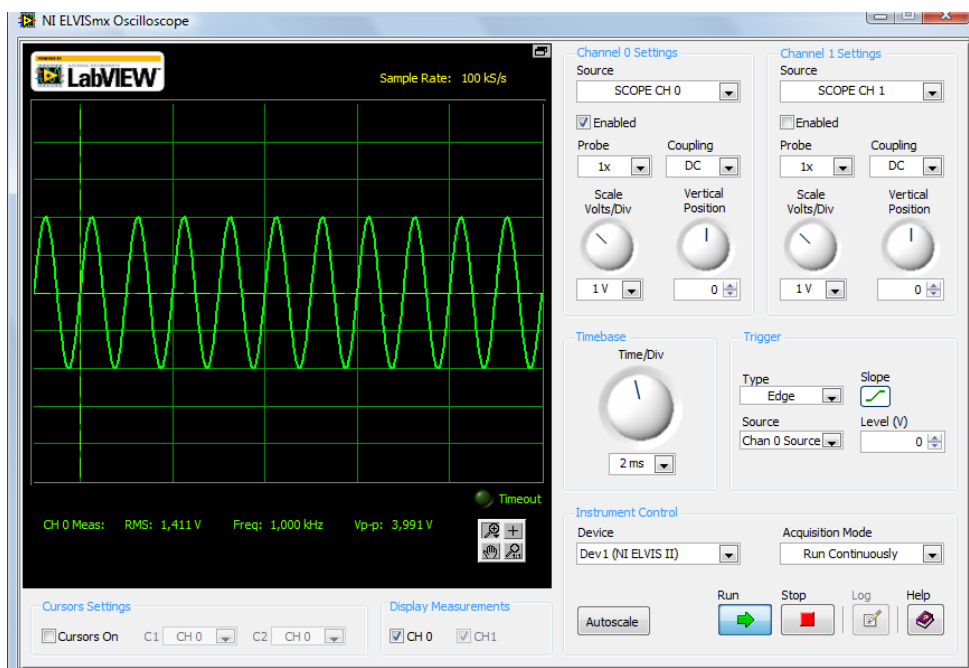 NI ELVISmx Oscilloscope
POWERED BY
NATIONAL INSTRUMENTS
LabVIEW
Sample Rate: 100 kS/s
Timeout
CH 0 Meas: RMS: 1,411 V Freq: 1,000 kHz Vp-p: 3,991 V
Cursors Settings
Cursors On C1 CH 0 C2 CH 0
Display Measurements
CH 0 CH1
Channel 0 Settings
Source
SCOPE CH 0
Enabled
Probe Coupling
1x DC
Scale Vertical
Volts/Div Position
1 V 0
Channel 1 Settings
Source
SCOPE CH 1
Enabled
Probe Coupling
1x DC
Scale Vertical
Volts/Div Position
1 V 0
Timebase
Time/Div
2 ms
Trigger
Type Slope
Edge
Source Level (V)
Chan 0 Source 0
Instrument Control
Device Acquisition Mode
Dev1 (NI ELVIS II) Run Continuously
Run Stop Log Help
Autoscale